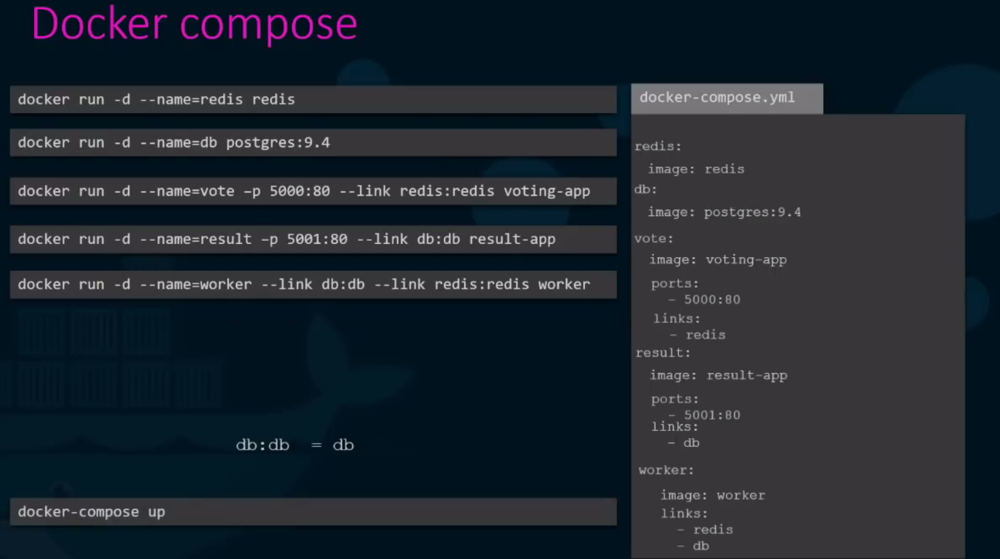 Docker compose
docker run -d --name=redis redis
docker run -d --name=db postgres:9.4
docker run -d --name=vote –p 5000:80 --link redis:redis voting-app
docker run -d --name=result –p 5001:80 --link db:db result-app
docker run -d --name=worker --link db:db --link redis:redis worker
db:db = db
docker-compose up
docker-compose.yml
redis:
image: redis
db:
image: postgres:9.4
vote:
image: voting-app
ports:
- 5000:80
links:
- redis
result:
image: result-app
ports:
- 5001:80
links:
- db
worker:
image: worker
links:
- redis
- db